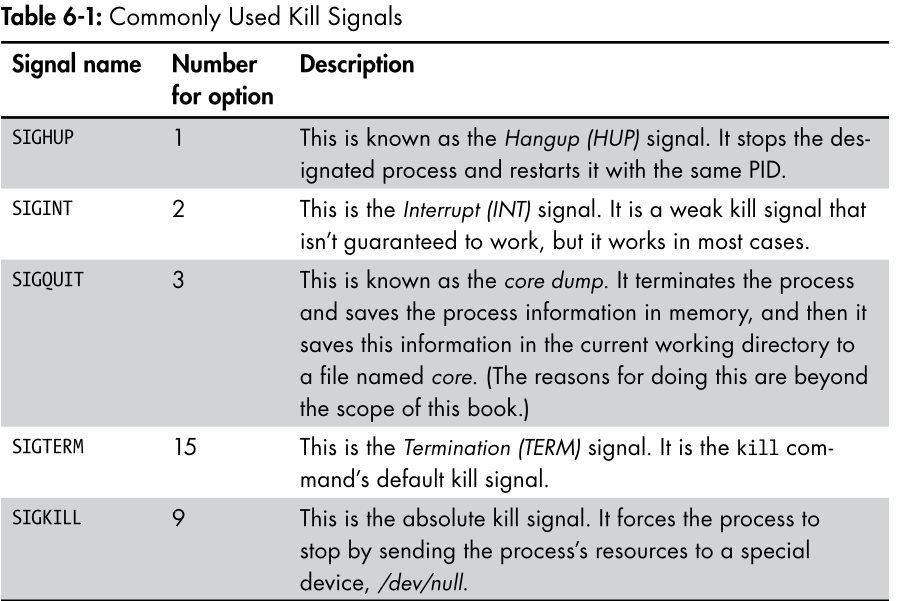 Table 6-1: Commonly Used Kill Signals
Signal name Number for option Description
SIGHUP 1 This is known as the Hangup (HUP) signal. It stops the des-
ignated process and restarts it with the same PID.
SIGINT 2 This is the Interrupt (INT) signal. It is a weak kill signal that
isn’t guaranteed to work, but it works in most cases.
SIGQUIT 3 This is known as the core dump. It terminates the process
and saves the process information in memory, and then it
saves this information in the current working directory to
a file named core. (The reasons for doing this are beyond
the scope of this book.)
SIGTERM 15 This is the Termination (TERM) signal. It is the kill com-
mand’s default kill signal.
SIGKILL 9 This is the absolute kill signal. It forces the process to
stop by sending the process’s resources to a special
device, /dev/null.